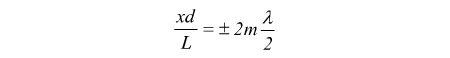 xd/L = ± 2m λ/2